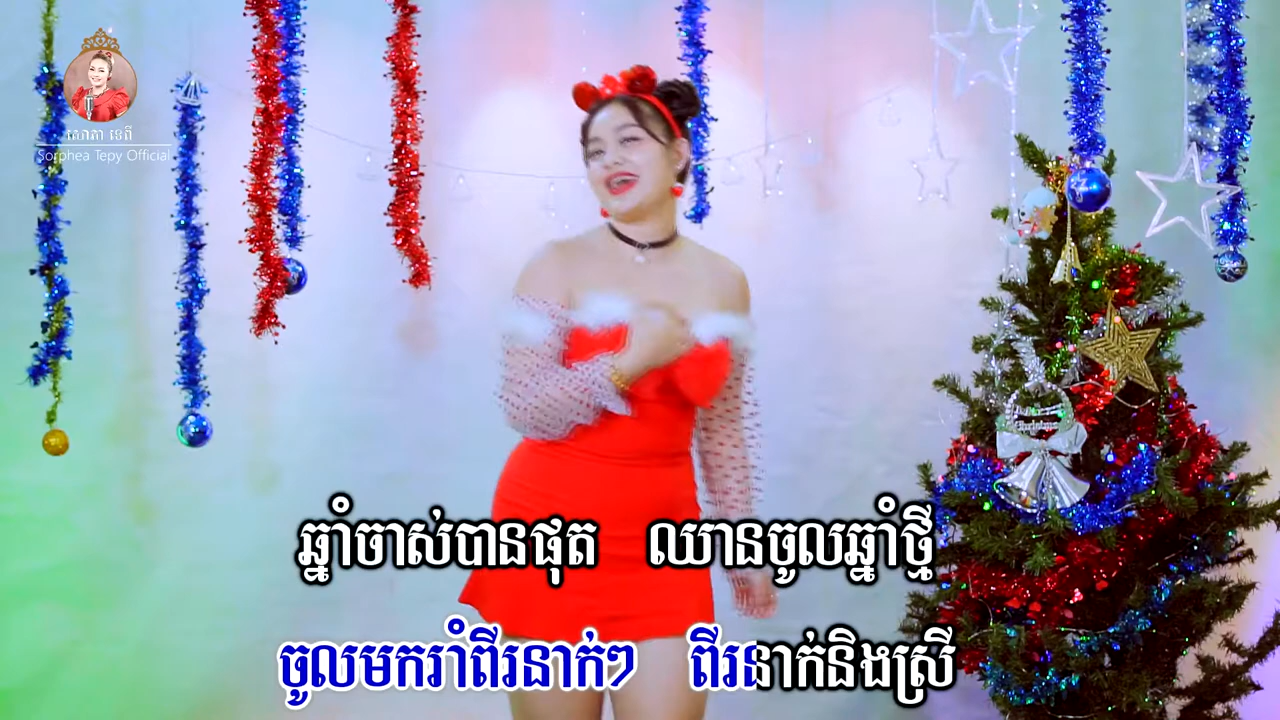 សោភា ទេពី
Sorphea Tepy Official
ឆ្នាំចាស់បានផុត ឈានចូលឆ្នាំថ្មី
ចូលមករាំពីរនាក់ៗ ពីរនាក់និងស្រី